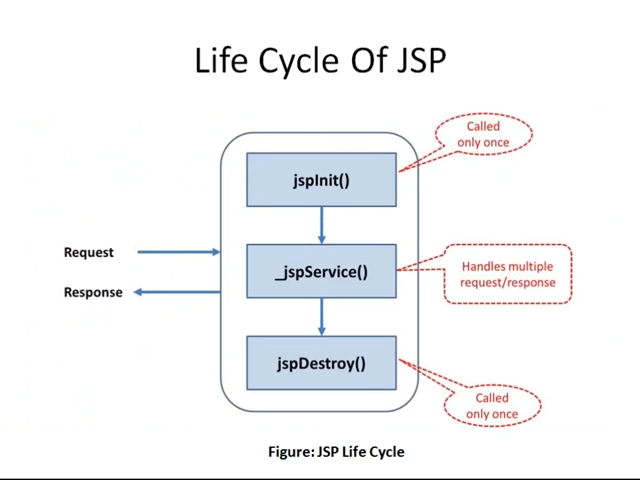 Life Cycle Of JSP
Called
only once
jspInit()
Request
_jspService()
Handles multiple
request/response
Response
jspDestroy()
Called
only once
Figure: JSP Life Cycle